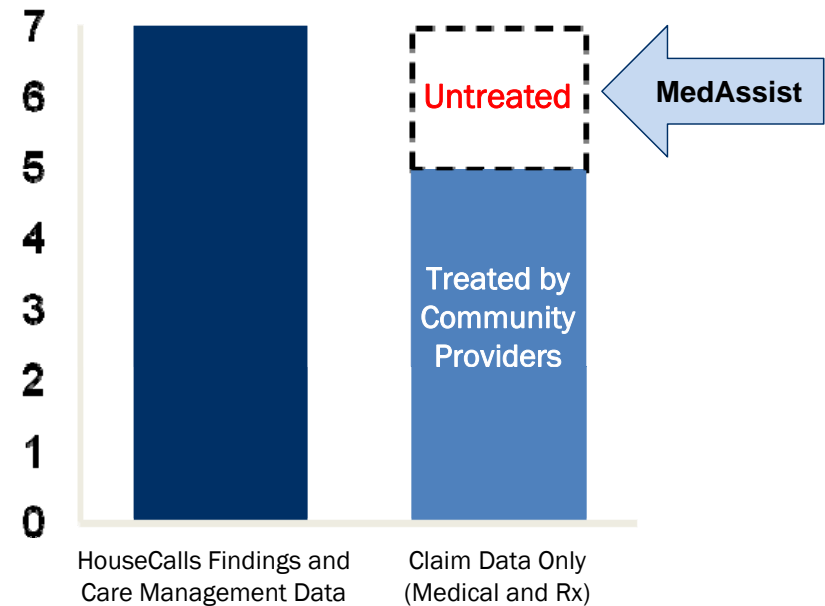 7
6
5
4
3
2
1
0
Untreated
MedAssist
Treated by
Community
Providers
HouseCalls Findings and
Care Management Data
Claim Data Only
(Medical and Rx)